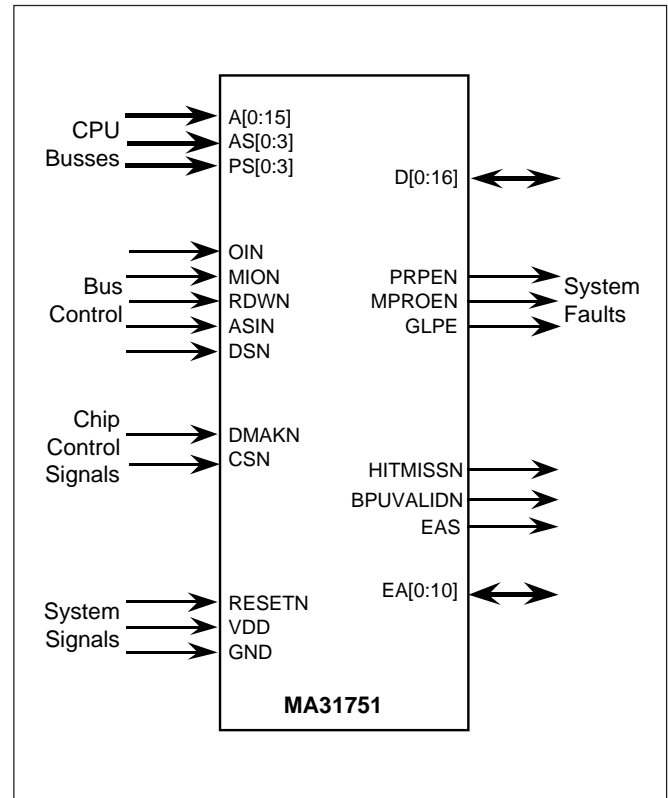 CPU
Busses
A[0:15]
AS[0:3]
PS[0:3]
D[0:16]
Bus
Control
OIN
MION
RDWN
ASIN
DSN
PRPEN
MPROEN
GLPE
System
Faults
Chip
Control
Signals
DMAKN
CSN
HITMISSN
BPUVALIDN
EAS
EA[0:10]
System
Signals
RESETN
VDD
GND
MA31751